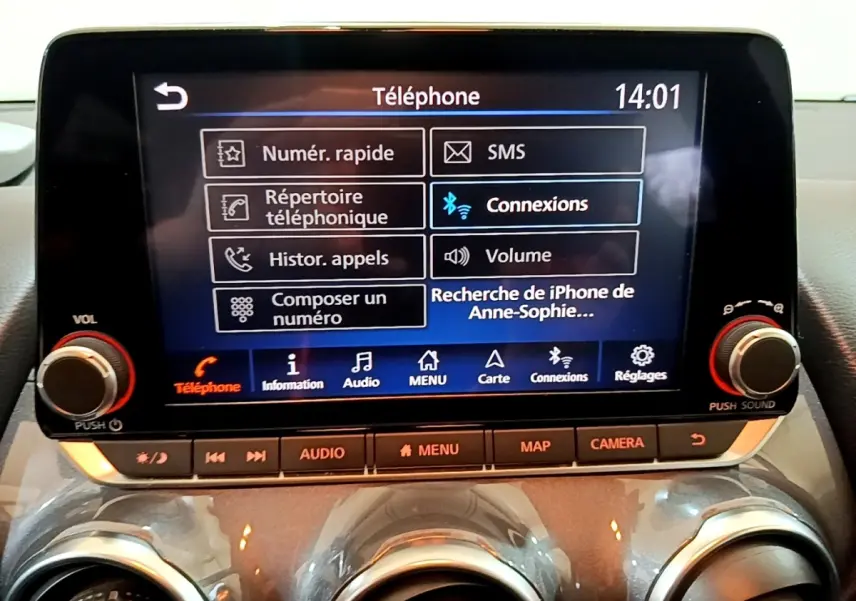 Téléphone
14:01
Numér. rapide
SMS
Répertoire
téléphonique
Connexions
Histor. appels
Volume
Composer un
numéro
Recherche de iPhone de
Anne-Sophie...
Téléphone
Information
Audio
MENU
Carte
Connexions
Réglages
VOL
PUSH
PUSH SOUND
AUDIO
MENU
MAP
CAMERA